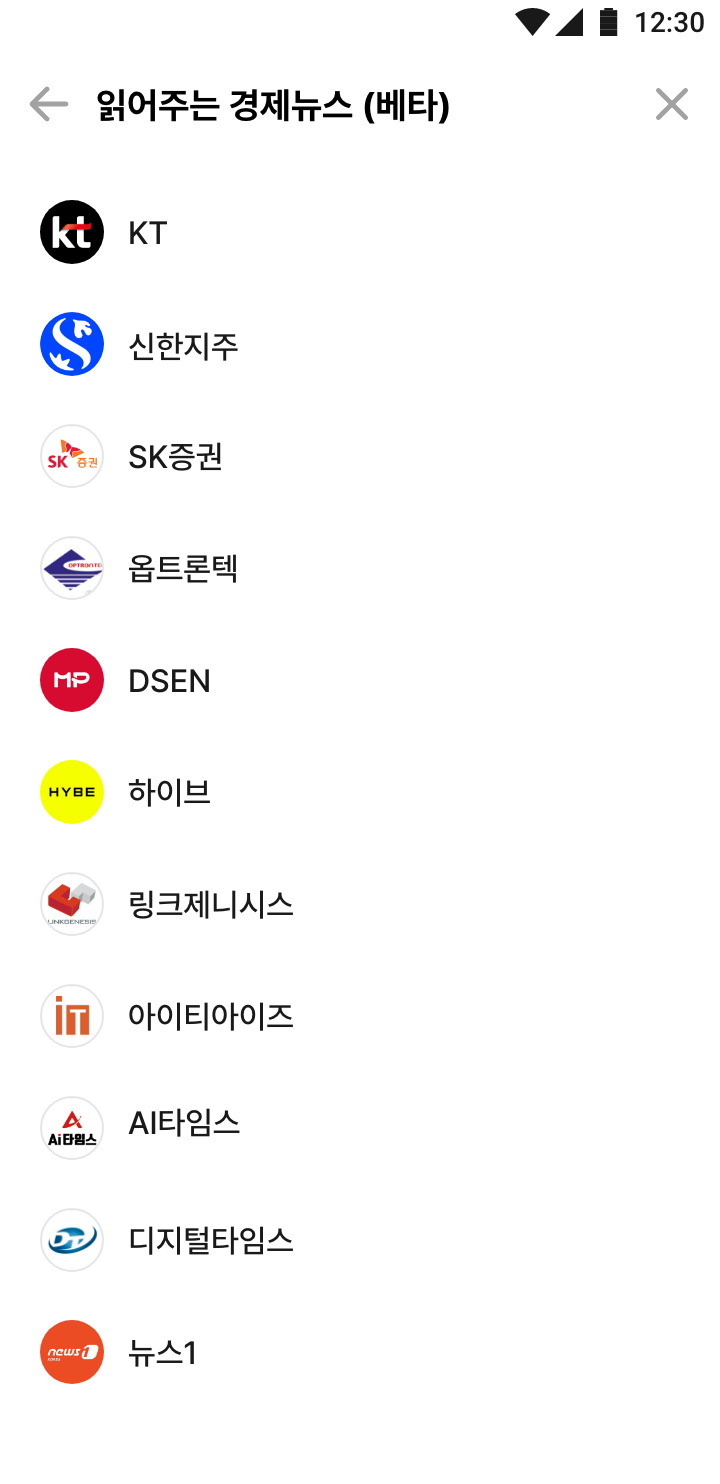 12:30
읽어주는 경제뉴스 (베타)
kt
KT
신한지주
SK증권
SK증권
옵트론텍
MP
DSEN
HYBE
하이브
LINKGENESIS
링크제니시스
아이티아이즈
Ai타임스
AI타임스
DT
디지털타임스
news1
뉴스1